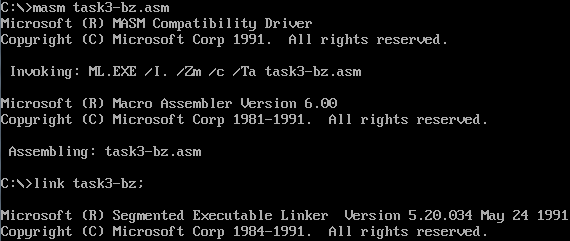 C:\>masm task3-bz.asm
Microsoft (R) MASM Compatibility Driver
Copyright (C) Microsoft Corp 1991.  All rights reserved.
 Invoking: ML.EXE /I. /Zm /c /Ta task3-bz.asm
Microsoft (R) Macro Assembler Version 6.00
Copyright (C) Microsoft Corp 1981-1991.  All rights reserved.
 Assembling: task3-bz.asm
C:\>link task3-bz;
Microsoft (R) Segmented Executable Linker  Version 5.20.034 May 24 1991
Copyright (C) Microsoft Corp 1984-1991.  All rights reserved.